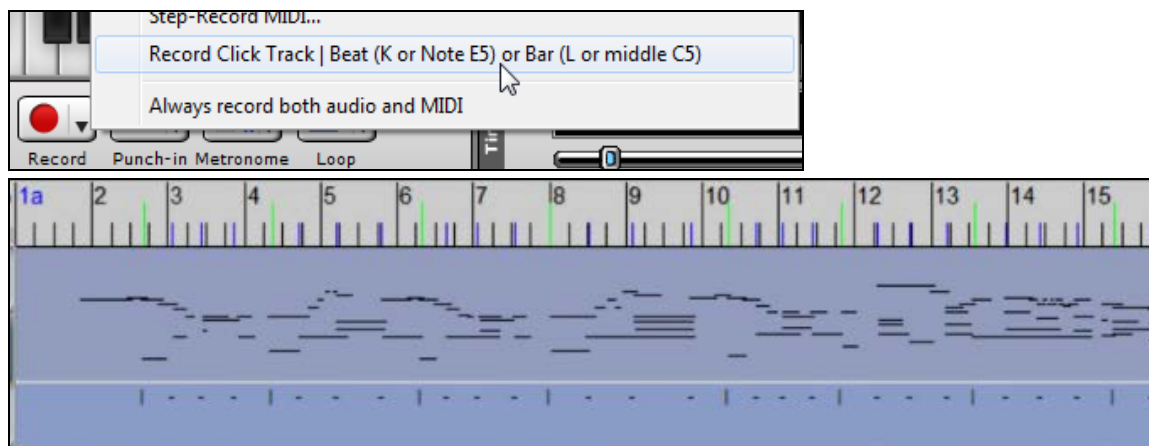 Step-Record MIDI...
Record Click Track | Beat (K or Note E5) or Bar (L or middle C5)
Always record both audio and MIDI
Record Punch-in Metronome Loop
1a 2 3 4 5 6 7 8 9 10 11 12 13 14 15